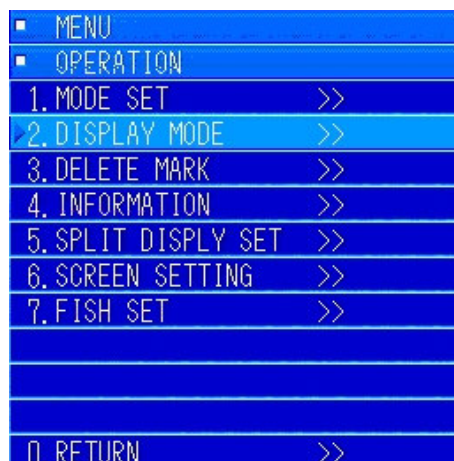 MENU
OPERATION
1. MODE SET >>
2. DISPLAY MODE >>
3. DELETE MARK >>
4. INFORMATION >>
5. SPLIT DISPLY SET >>
6. SCREEN SETTING >>
7. FISH SET >>
0. RETURN >>